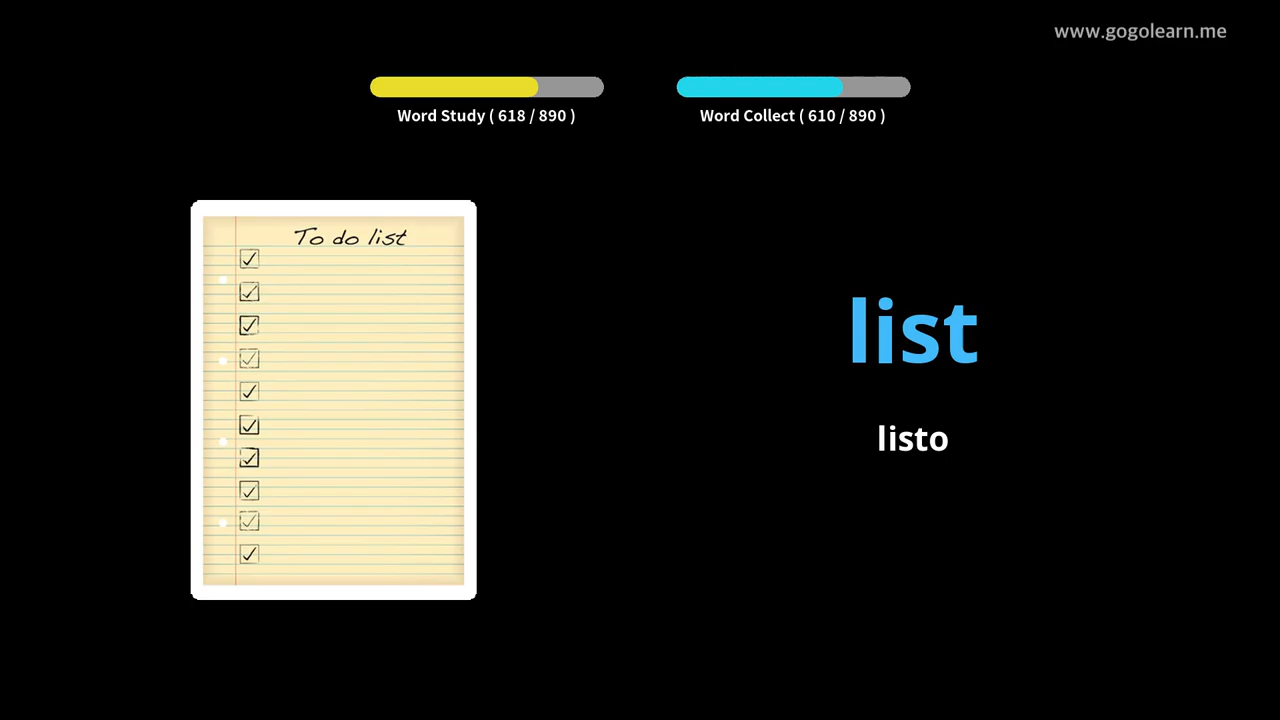 www.gogolearn.me
Word Study ( 618 / 890 )
Word Collect ( 610 / 890 )
To do list
list
listo